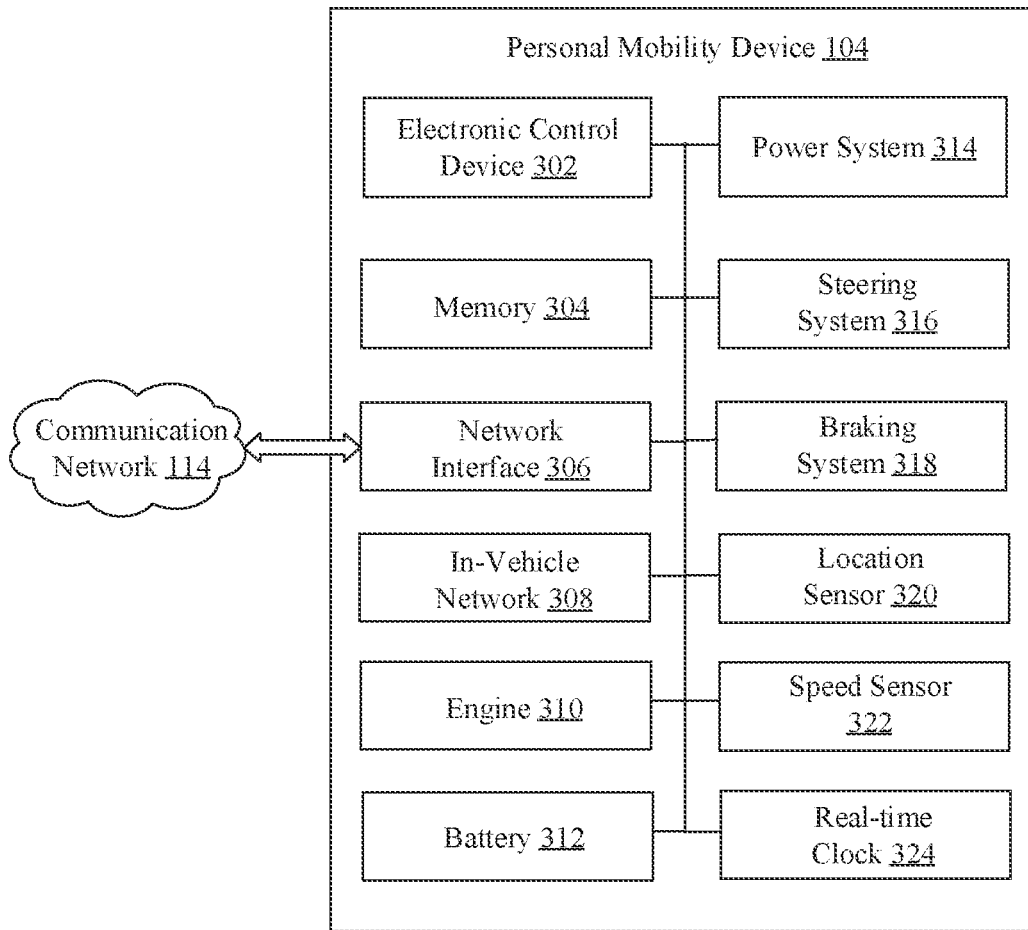 Personal Mobility Device 104
Electronic Control
Device 302
Power System 314
Memory 304
Steering
System 316
Communication
Network 114
Network
Interface 306
Braking
System 318
In-Vehicle
Network 308
Location
Sensor 320
Engine 310
Speed Sensor
322
Battery 312
Real-time
Clock 324